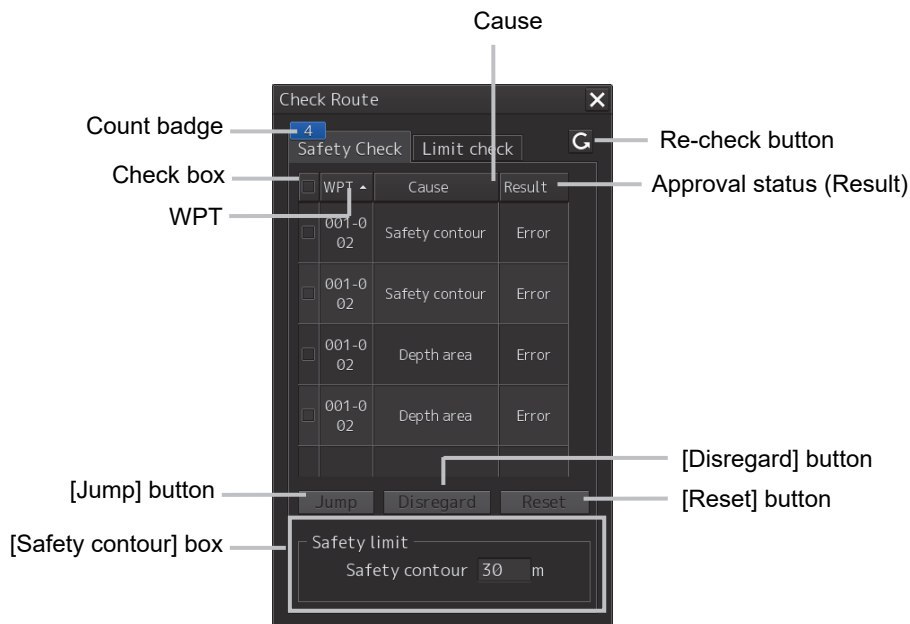 Cause
Check Route
Count badge
4
Safety Check
Limit check
Re-check button
Check box
WPT
Cause
Result
Approval status (Result)
WPT
001-0
02
Safety contour
Error
001-0
02
Safety contour
Error
001-0
02
Depth area
Error
001-0
02
Depth area
Error
[Disregard] button
[Jump] button
Jump
Disregard
Reset
[Reset] button
[Safety contour] box
Safety limit
Safety contour 30 m